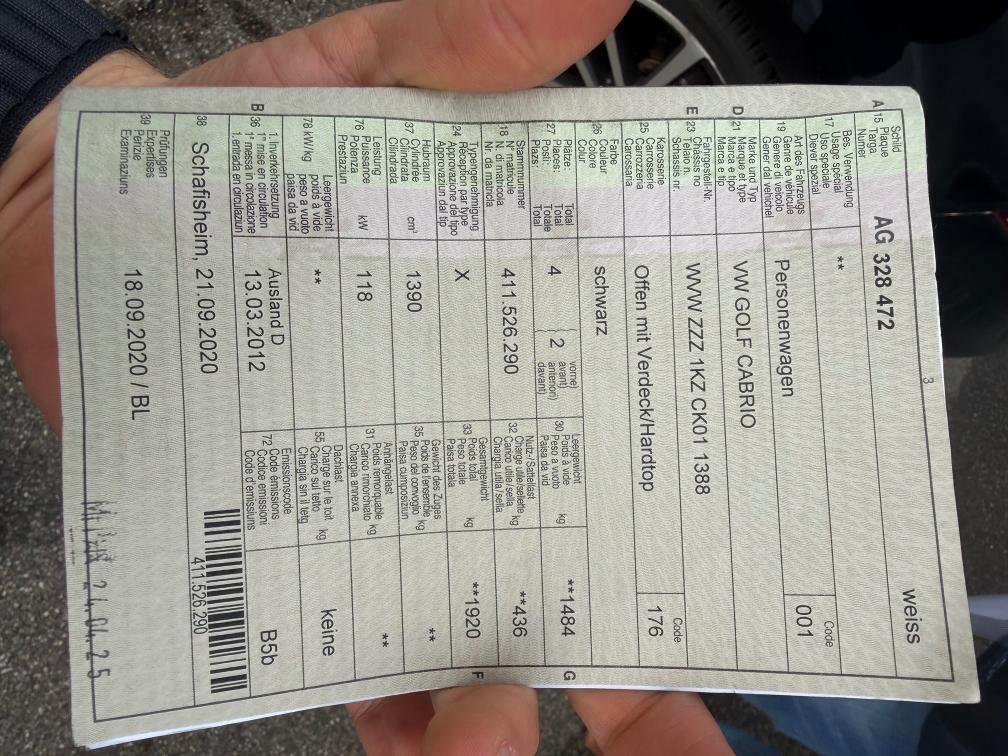 3
A 15 Schild
Plaque
Targa
Numer
AG 328 472
weiss
17 Bes. Verwendung
Usage spécial
Uso speciale
Diever spezial
**
19 Art des Fahrzeugs
Genre de véhicule
Genere di veicolo
Gener dal vehichel
Personenwagen
Code
001
D 21 Marke und Typ
Marque et type
Marca e tipo
Marca e tip
VW GOLF CABRIO
E 23 Fahrgestell-Nr.
Châssis no
Telaio n.
Schassis nr.
WVW ZZZ 1KZ CK01 1388
25 Karosserie
Carrosserie
Carrozzeria
Carossaria
Offen mit Verdeck/Hardtop
Code
176
26 Farbe
Couleur
Colore
Colur
schwarz
27 Plätze Total
Places: Total
Posti: Totale
Plazs: Total
4
2
vorne)
avant)
anteriori)
davant)
30 Leergewicht
Poids à vide
Peso a vuoto
Paisa da vid
kg
**1484
G
18 Stammnummer
N° matricule
N. di matricola
Nr. da matricla
411.526.290
32 Nutz-/Sattellast
Charge utile/sellette
Carico utile/sella
Chargia utila/sella
**436
24 Typengenehmigung
Réception par type
Approvazione del tipo
Approvaziun dal tip
X
33 Gesamtgewicht
Poids total
Peso totale
Paisa totala
kg
**1920
F
37 Hubraum
Cylindrée
Cilindrata
Cilindrada
cm³
1390
35 Gewicht des Zuges
Poids de l'ensemble
Peso del convoglio
Paisa cumposiziun
kg
**
76 Leistung
Puissance
Potenza
Prestaziun
kW
118
31 Anhängelast
Poids remorquable
Carico rimorchiato
Chargia annexa
kg
**
78 kW/kg
Leergewicht
poids à vide
peso a vuoto
paisa da vid
**
55 Dachlast
Charge sur le toit
Carico sul tetto
Chargia sin il tetg
kg
keine
B 36 1. Inverkehrsetzung
1re mise en circulation
1a messa in circolazione
1. entrada en circulaziun
Ausland D
13.03.2012
72 Emissionscode
Code émissions
Codice emissioni
Code d'emissiuns
B5b
38
Schafisheim, 21.09.2020
411.526.290
39 Prüfungen
Expertises
Perizie
Examinaziuns
18.09.2020 / BL
24.04.25